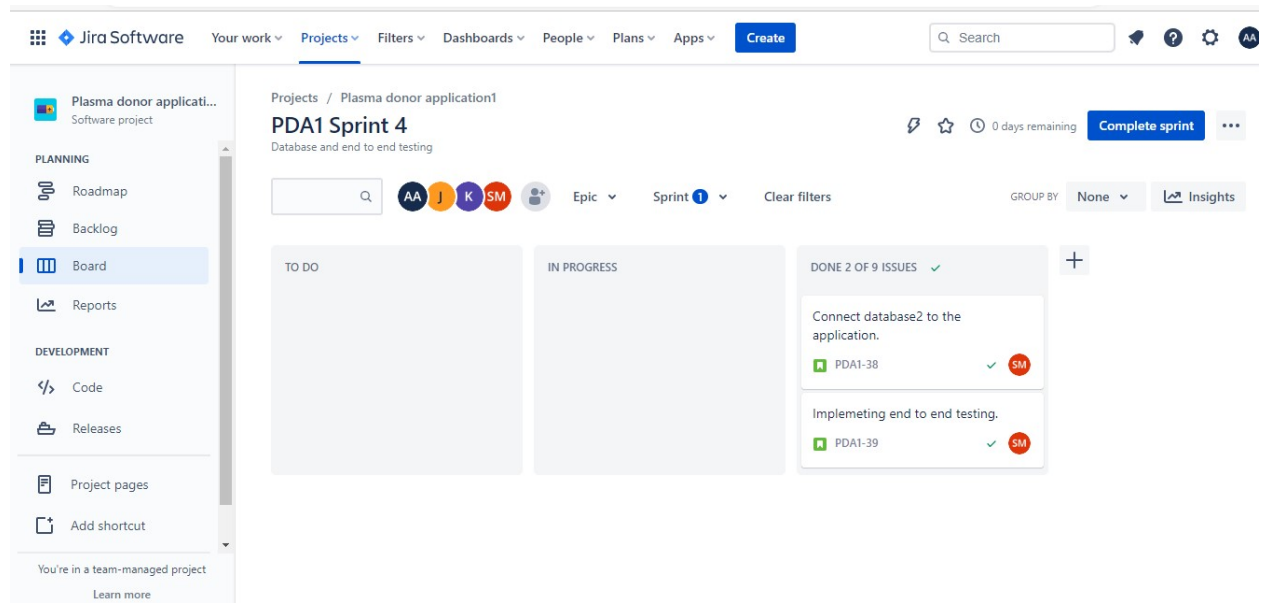 Jira Software Your work Projects Filters Dashboards People Plans Apps Create Search AA
Plasma donor applicati...
Software project
PLANNING
Roadmap
Backlog
Board
Reports
DEVELOPMENT
Code
Releases
Project pages
Add shortcut
You're in a team-managed project
Learn more
Projects / Plasma donor application1
PDA1 Sprint 4
0 days remaining Complete sprint
Database and end to end testing
AA J K SM Epic Sprint 1 Clear filters GROUP BY None Insights
TO DO
IN PROGRESS
DONE 2 OF 9 ISSUES
Connect database2 to the
application.
PDA1-38 SM
Implemeting end to end testing.
PDA1-39 SM